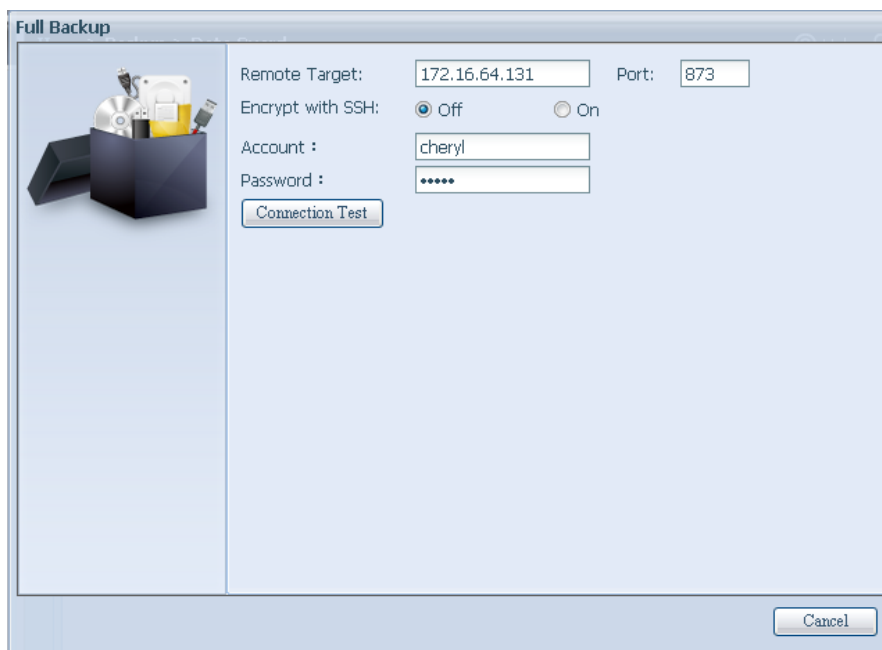 Full Backup
Remote Target: 172.16.64.131 Port: 873
Encrypt with SSH: Off On
Account : cheryl
Password : •••••
Connection Test
Cancel